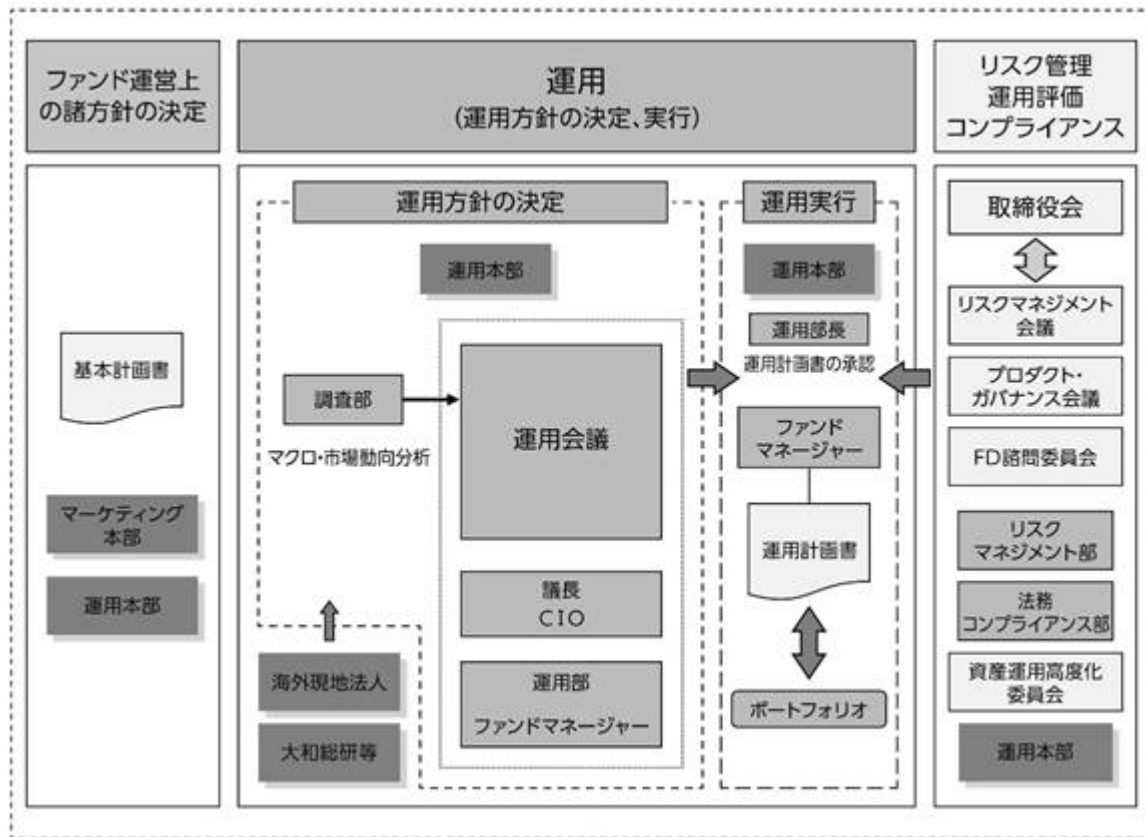 ファンド運営上
の諸方針の決定
運用
(運用方針の決定、実行)
リスク管理
運用評価
コンプライアンス
基本計画書
マーケティング
本部
運用本部
運用方針の決定
運用本部
調査部
マクロ・市場動向分析
運用会議
議長
CIO
運用部
ファンドマネージャー
海外現地法人
大和総研等
運用実行
運用本部
運用部長
運用計画書の承認
ファンド
マネージャー
運用計画書
ポートフォリオ
取締役会
リスクマネジメント
会議
プロダクト・
ガバナンス会議
FD諮問委員会
リスク
マネジメント部
法務
コンプライアンス部
資産運用高度化
委員会
運用本部